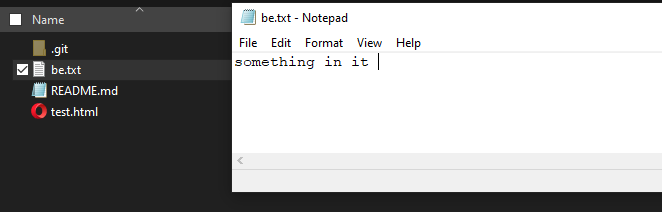 Name
.git
be.txt
README.md
test.html
be.txt - Notepad
File Edit Format View Help
something in it